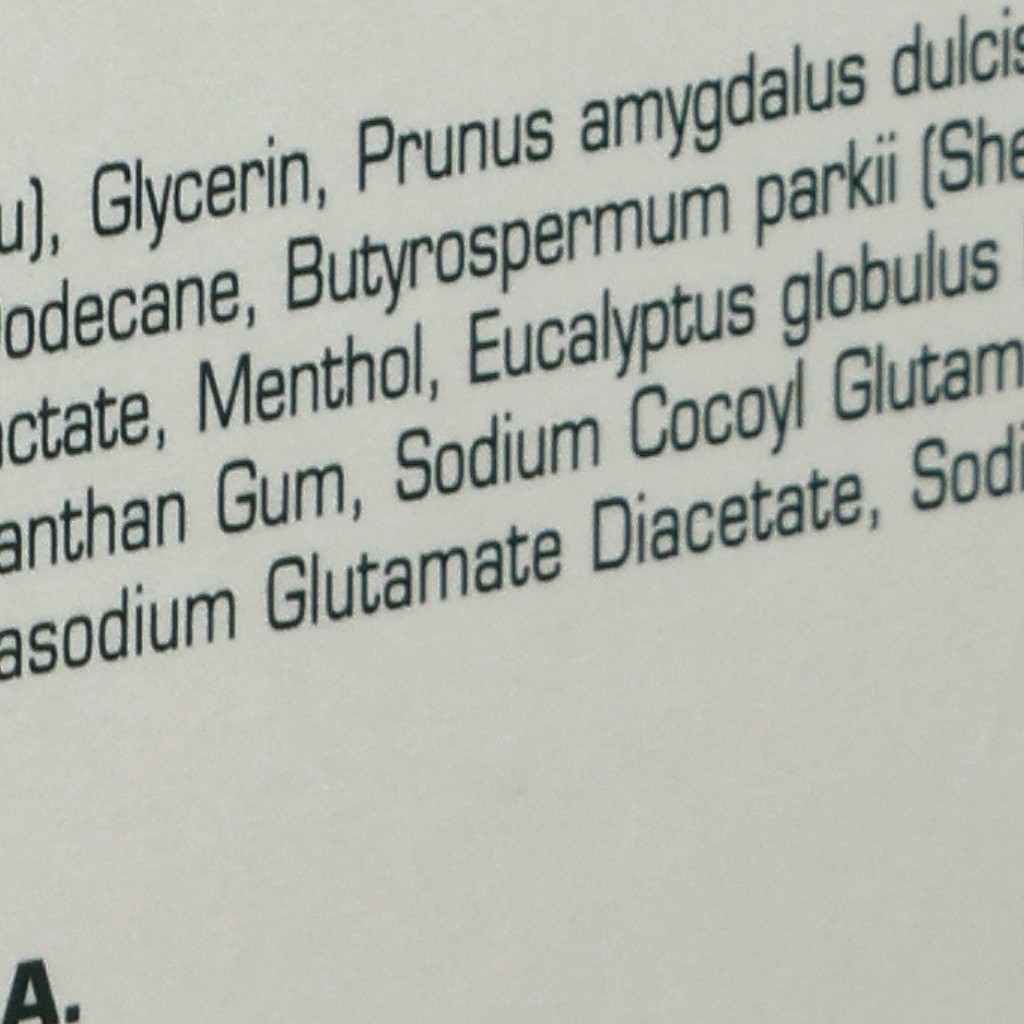 u), Glycerin, Prunus amygdalus dulcis
odecane, Butyrospermum parkii (She
ctate, Menthol, Eucalyptus globulus
anthan Gum, Sodium Cocoyl Glutam
asodium Glutamate Diacetate, Sodi
A.